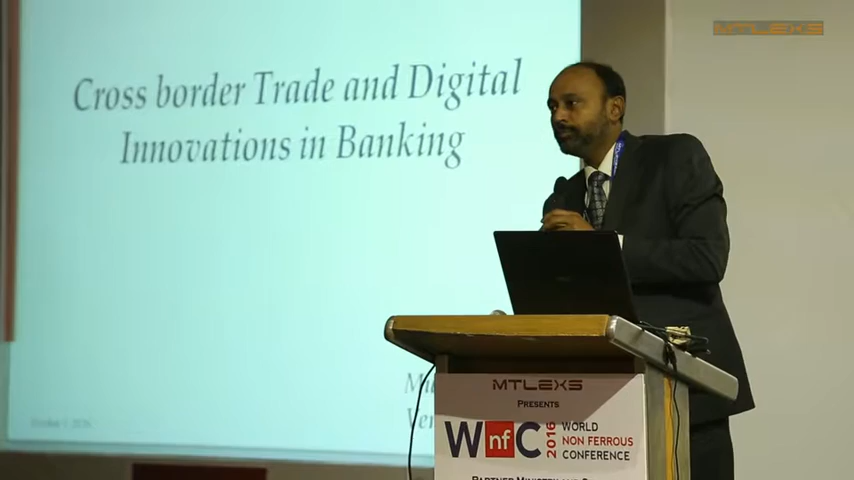 MTLEXS
Cross border Trade and Digital
Innovations in Banking
MTLEXS
PRESENTS
WnfC 2016 WORLD
NON FERROUS
CONFERENCE